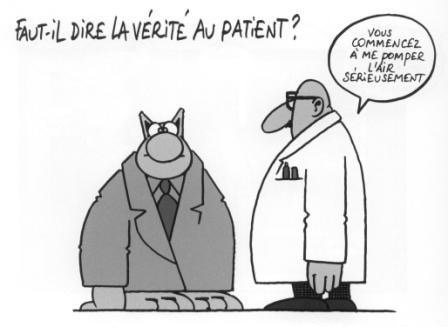 FAUT-IL DIRE LA VÉRITÉ AU PATIENT ?
VOUS
COMMENCEZ
À ME POMPER
L'AIR
SÉRIEUSEMENT